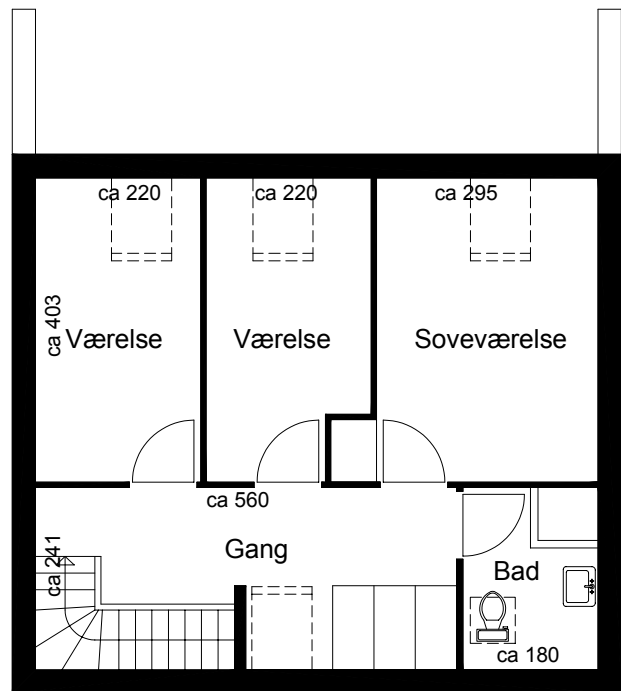 ca 220
ca 220
ca 295
ca 403
Værelse
Værelse
Soveværelse
ca 560
ca 241
Gang
Bad
ca 180